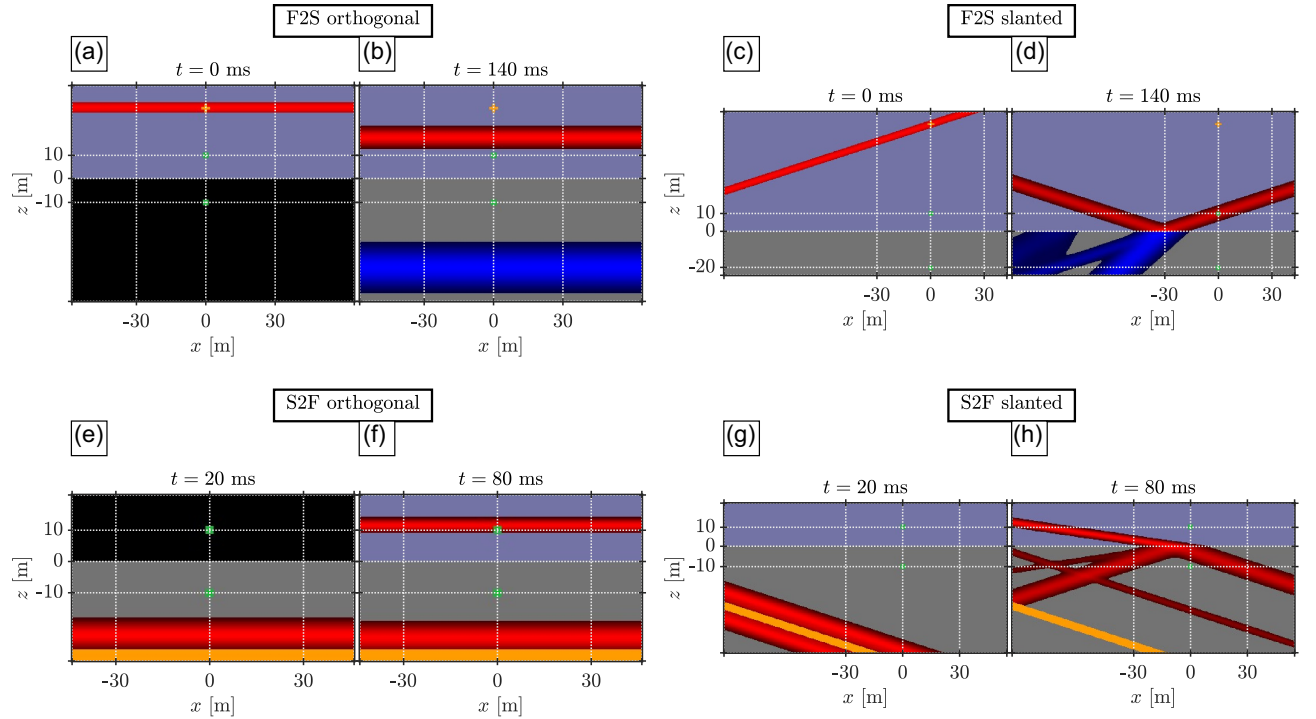 F2S orthogonal
F2S slanted
(a)
(b)
(c)
(d)
t = 0 ms
t = 140 ms
t = 0 ms
t = 140 ms
10
0
-10
z [m]
-30
0
30
x [m]
-30
0
30
x [m]
10
0
-20
z [m]
-30
0
30
x [m]
-30
0
30
x [m]
S2F orthogonal
S2F slanted
(e)
(f)
(g)
(h)
t = 20 ms
t = 80 ms
t = 20 ms
t = 80 ms
10
0
-10
z [m]
-30
0
30
x [m]
-30
0
30
x [m]
10
0
-10
z [m]
-30
0
30
x [m]
-30
0
30
x [m]